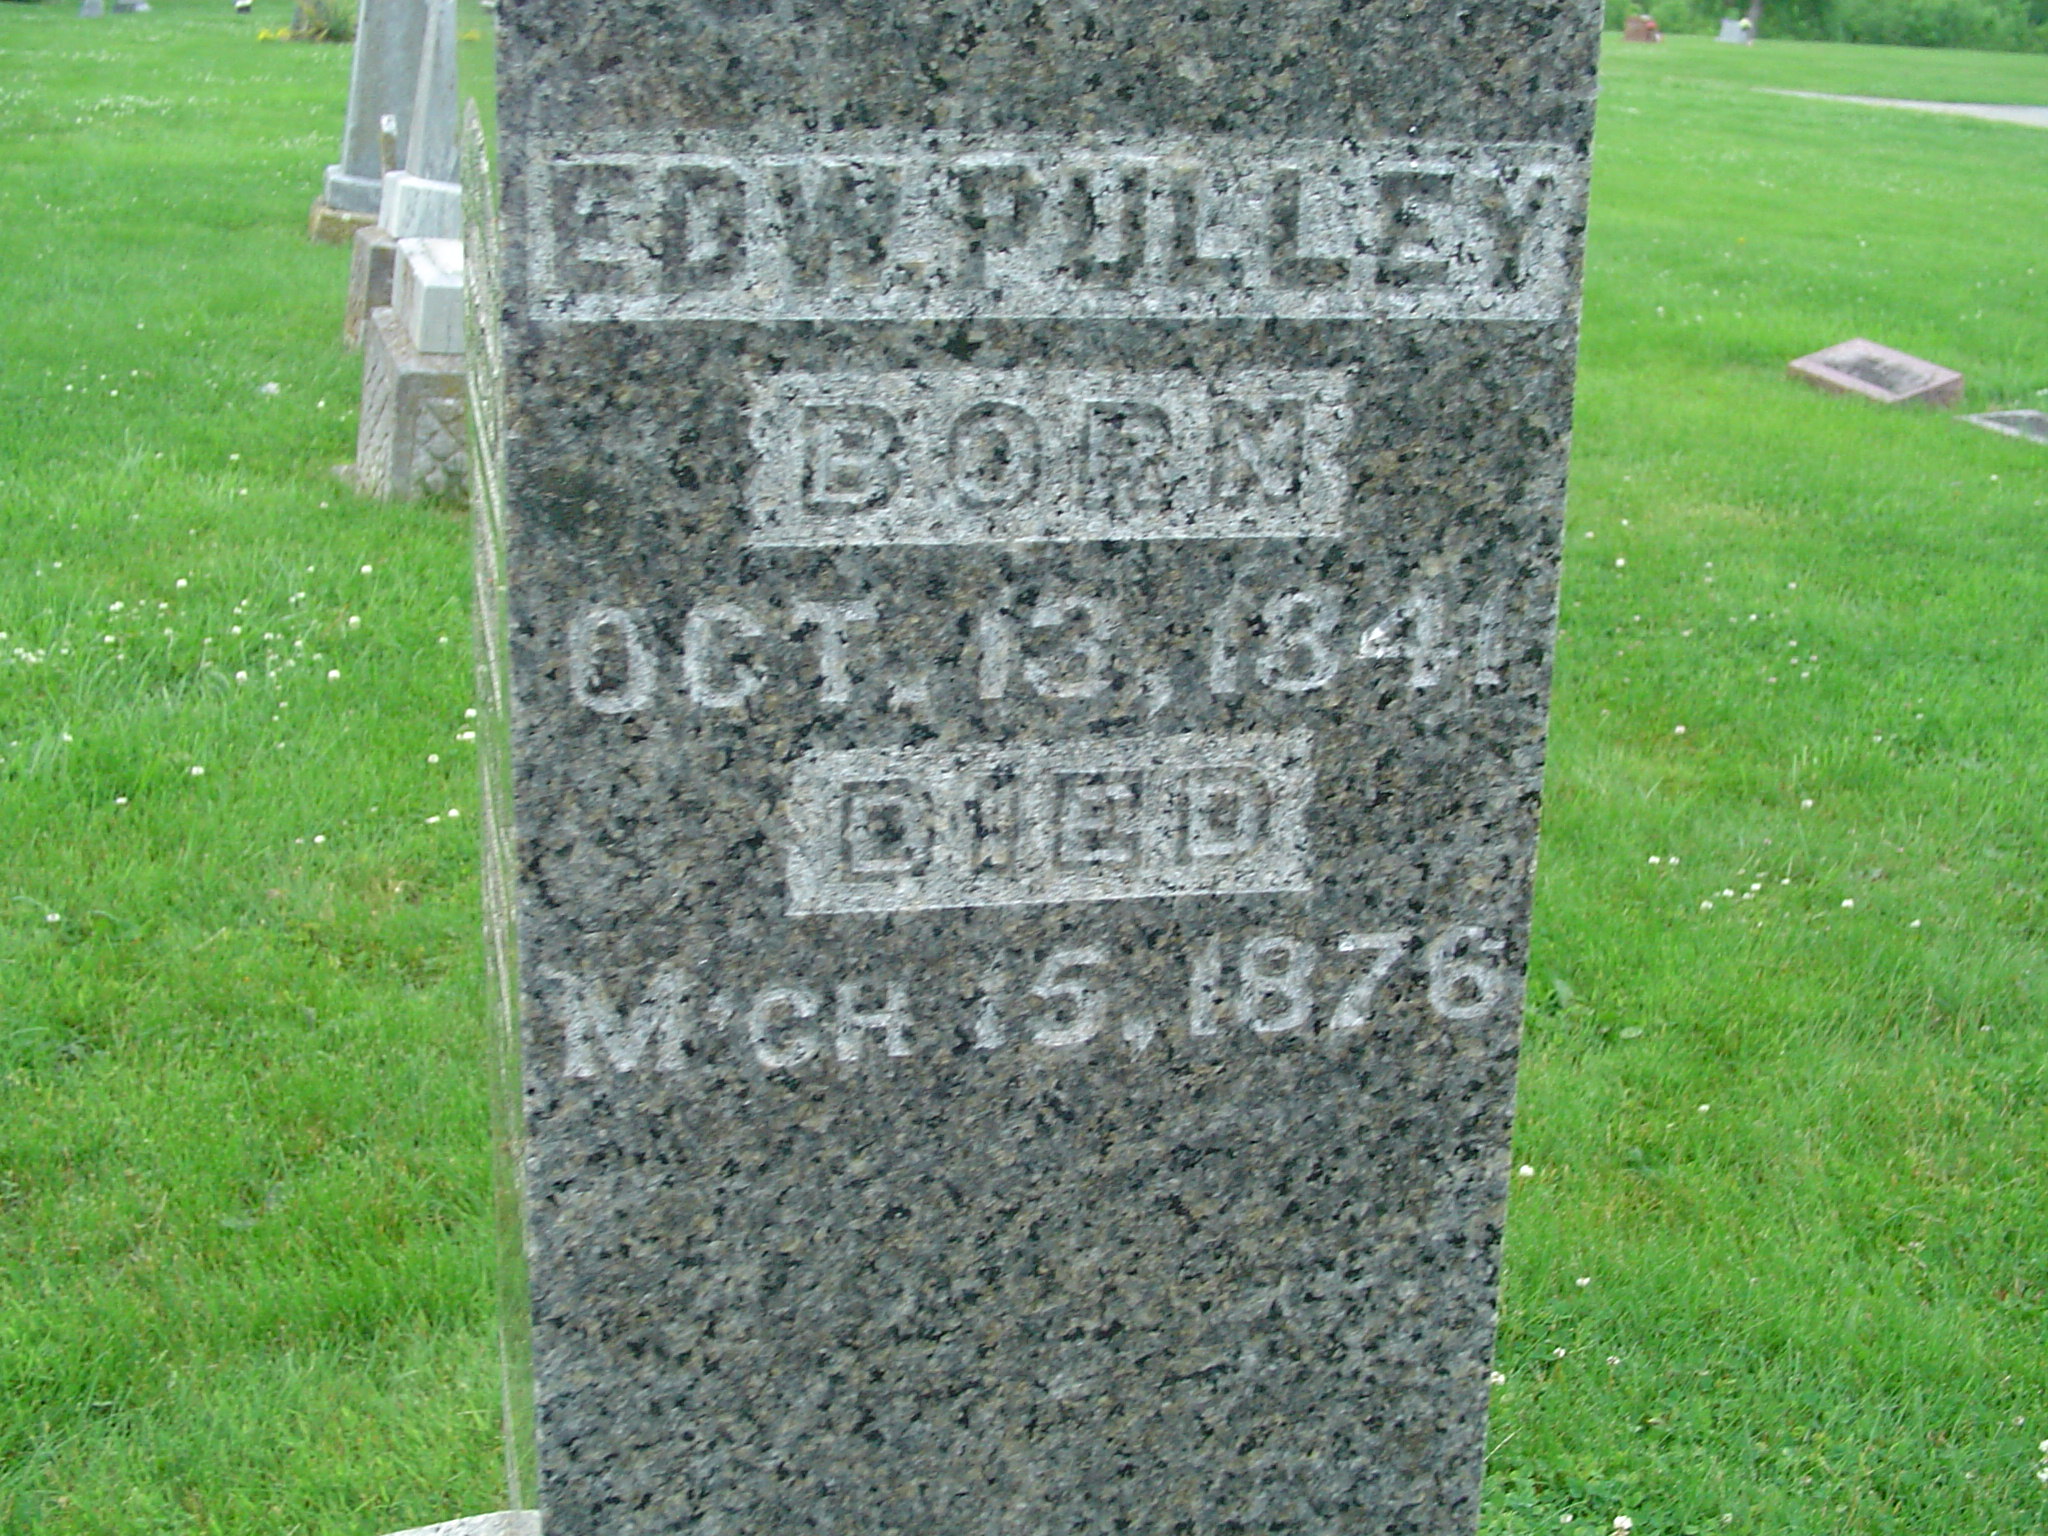 EDW. PULLEY
BORN
OCT. 13, 1841
DIED
M'CH 15, 1876